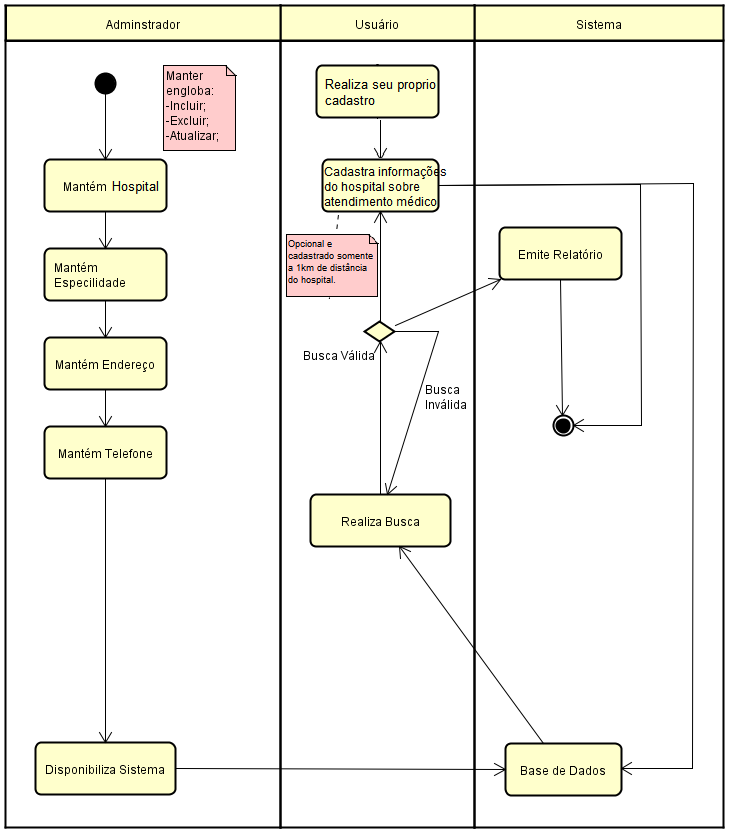 Adminstrador
Usuário
Sistema
Manter
engloba:
-Incluir;
-Excluir;
-Atualizar;
Mantém Hospital
Mantém
Especilidade
Mantém Endereço
Mantém Telefone
Disponibiliza Sistema
Realiza seu proprio
cadastro
Cadastra informações
do hospital sobre
atendimento médico
Opcional e
cadastrado somente
a 1km de distância
do hospital.
Busca Válida
Busca
Inválida
Realiza Busca
Emite Relatório
Base de Dados